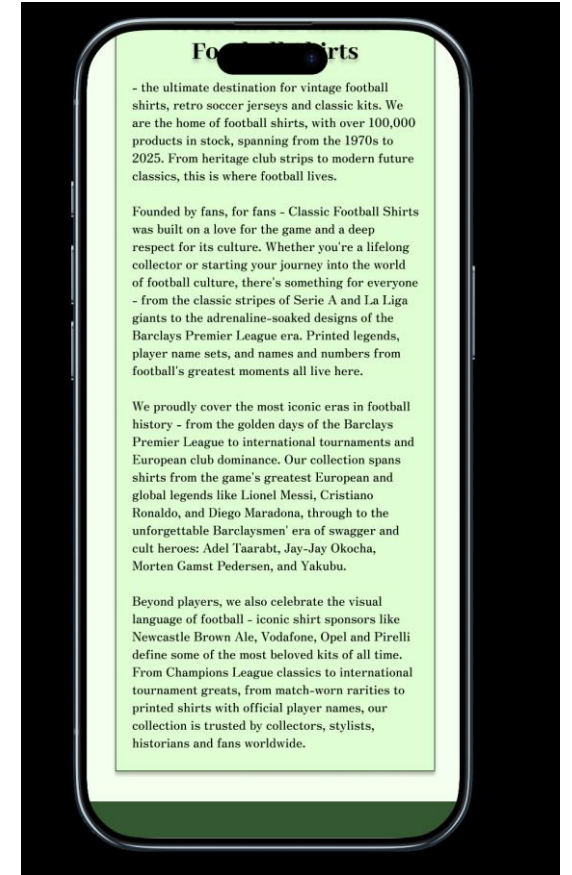 - the ultimate destination for vintage football
shirts, retro soccer jerseys and classic kits. We
are the home of football shirts, with over 100,000
products in stock, spanning from the 1970s to
2025. From heritage club strips to modern future
classics, this is where football lives.
Founded by fans, for fans - Classic Football Shirts
was built on a love for the game and a deep
respect for its culture. Whether you're a lifelong
collector or starting your journey into the world
of football culture, there's something for everyone
- from the classic stripes of Serie A and La Liga
giants to the adrenaline-soaked designs of the
Barclays Premier League era. Printed legends,
player name sets, and names and numbers from
football's greatest moments all live here.
We proudly cover the most iconic eras in football
history - from the golden days of the Barclays
Premier League to international tournaments and
European club dominance. Our collection spans
shirts from the game's greatest European and
global legends like Lionel Messi, Cristiano
Ronaldo, and Diego Maradona, through to the
unforgettable Barclaysmen' era of swagger and
cult heroes: Adel Taarabt, Jay-Jay Okocha,
Morten Gamst Pedersen, and Yakubu.
Beyond players, we also celebrate the visual
language of football - iconic shirt sponsors like
Newcastle Brown Ale, Vodafone, Opel and Pirelli
define some of the most beloved kits of all time.
From Champions League classics to international
tournament greats, from match-worn rarities to
printed shirts with official player names, our
collection is trusted by collectors, stylists,
historians and fans worldwide.